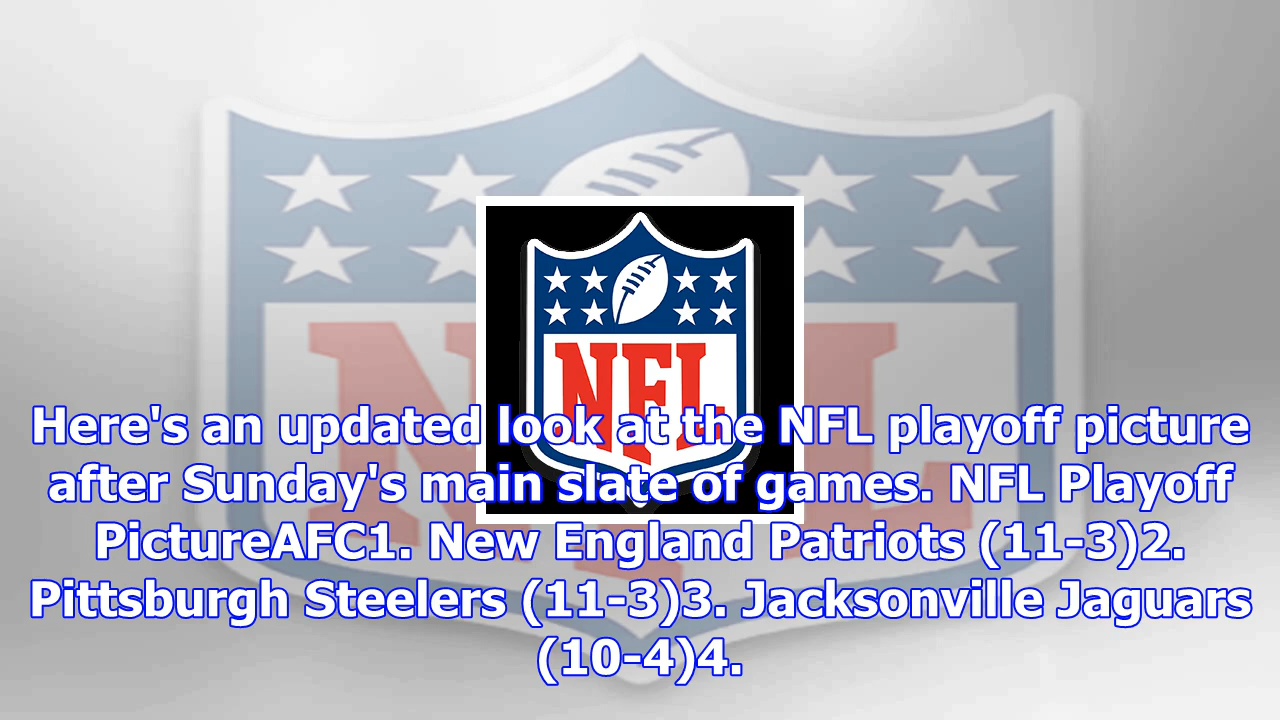 NFL
Here's an updated look at the NFL playoff picture
after Sunday's main slate of games. NFL Playoff
PictureAFC1. New England Patriots (11-3)2.
Pittsburgh Steelers (11-3)3. Jacksonville Jaguars
(10-4)4.